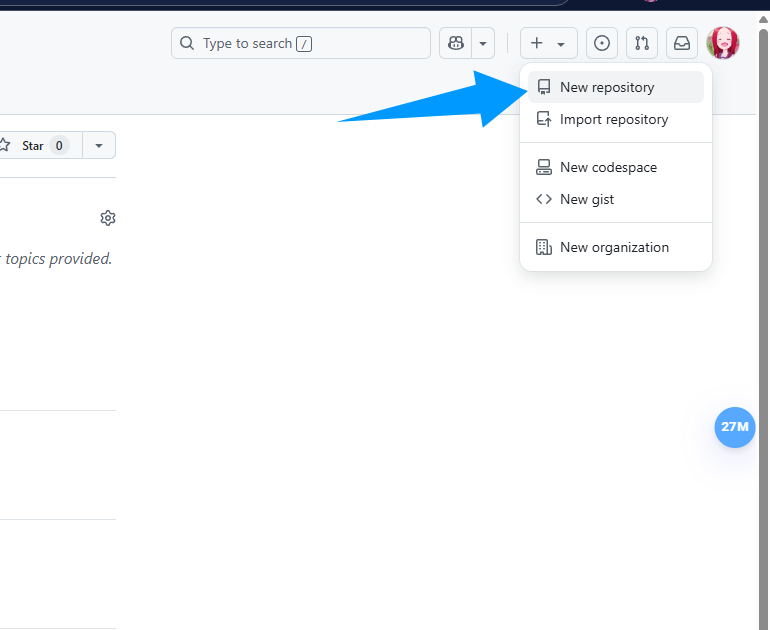 Type to search /
New repository
Import repository
Star 0
New codespace
New gist
topics provided.
New organization
27M